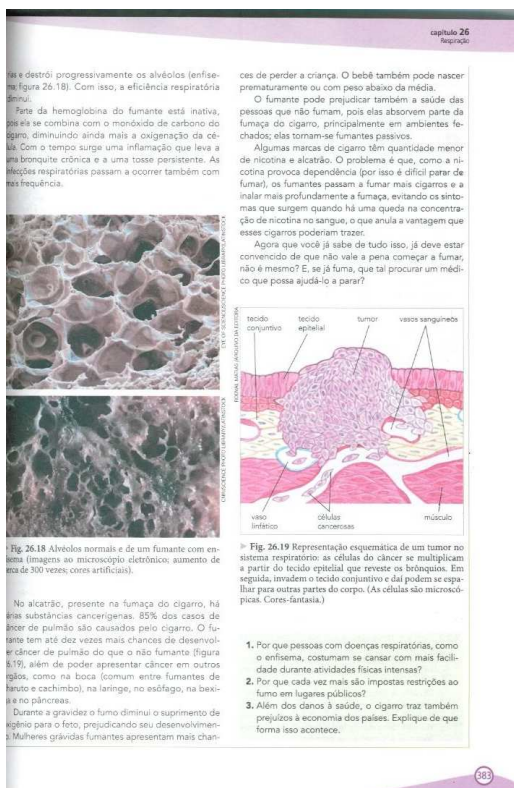 capítulo 26
Respiração
e destrói progressivamente os alvéolos (enfise-
figura 26.18). Com isso, a eficiência respiratória
diminui.
Parte da hemoglobina do fumante está inativa,
pois ela se combina com o monóxido de carbono do
cigarro, diminuindo ainda mais a oxigenação da cé-
lula. Com o tempo surge uma inflamação que leva a
uma bronquite crônica e a uma tosse persistente. As
infecções respiratórias passam a ocorrer também com
mais frequência.
EYE OF SCIENCE/SCIENCE PHOTO LIBRARY/LATINSTOCK
CNRI/SCIENCE PHOTO LIBRARY/LATINSTOCK
Fig. 26.18 Alvéolos normais e de um fumante com en-
fisema (imagens ao microscópio eletrônico; aumento de
cerca de 300 vezes; cores artificiais).
No alcatrão, presente na fumaça do cigarro, há
várias substâncias cancerígenas. 85% dos casos de
câncer de pulmão são causados pelo cigarro. O fu-
mante tem até dez vezes mais chances de desenvol-
ver câncer de pulmão do que o não fumante (figura
26.19), além de poder apresentar câncer em outros
órgãos, como na boca (comum entre fumantes de
charuto e cachimbo), na laringe, no esôfago, na bexi-
ga e no pâncreas.
Durante a gravidez o fumo diminui o suprimento de
oxigênio para o feto, prejudicando seu desenvolvimen-
to. Mulheres grávidas fumantes apresentam mais chan-
ces de perder a criança. O bebê também pode nascer
prematuramente ou com peso abaixo da média.
O fumante pode prejudicar também a saúde das
pessoas que não fumam, pois elas absorvem parte da
fumaça do cigarro, principalmente em ambientes fe-
chados; elas tornam-se fumantes passivos.
Algumas marcas de cigarro têm quantidade menor
de nicotina e alcatrão. O problema é que, como a ni-
cotina provoca dependência (por isso é difícil parar de
fumar), os fumantes passam a fumar mais cigarros e a
inalar mais profundamente a fumaça, evitando os sinto-
mas que surgem quando há uma queda na concentra-
ção de nicotina no sangue, o que anula a vantagem que
esses cigarros poderiam trazer.
Agora que você já sabe de tudo isso, já deve estar
convencido de que não vale a pena começar a fumar,
não é mesmo? E, se já fuma, que tal procurar um médi-
co que possa ajudá-lo a parar?
tecido
conjuntivo
tecido
epitelial
tumor
vasos sanguíneos
vaso
linfático
células
cancerosas
músculo
Fig. 26.19 Representação esquemática de um tumor no
sistema respiratório: as células do câncer se multiplicam
a partir do tecido epitelial que reveste os brônquios. Em
seguida, invadem o tecido conjuntivo e daí podem se espa-
lhar para outras partes do corpo. (As células são microscó-
picas. Cores-fantasia.)
1. Por que pessoas com doenças respiratórias, como
o enfisema, costumam se cansar com mais facili-
dade durante atividades físicas intensas?
2. Por que cada vez mais são impostas restrições ao
fumo em lugares públicos?
3. Além dos danos à saúde, o cigarro traz também
prejuízos à economia dos países. Explique de que
forma isso acontece.
383